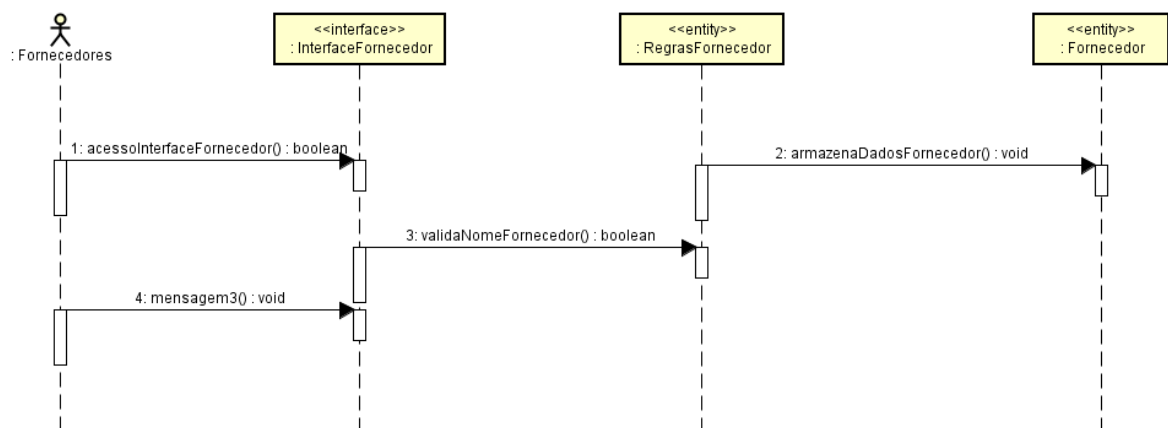 <<interface>>
: InterfaceFornecedor
<<entity>>
: RegrasFornecedor
<<entity>>
: Fornecedor
: Fornecedores
1: acessoInterfaceFornecedor() : boolean
2: armazenaDadosFornecedor() : void
3: validaNomeFornecedor() : boolean
4: mensagem3() : void